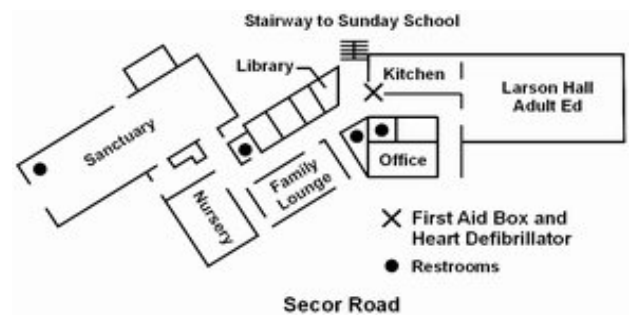 Stairway to Sunday School
Library
Kitchen
Larson Hall
Adult Ed
Sanctuary
Family
Lounge
Office
Nursery
First Aid Box and
Heart Defibrillator
Restrooms
Secor Road